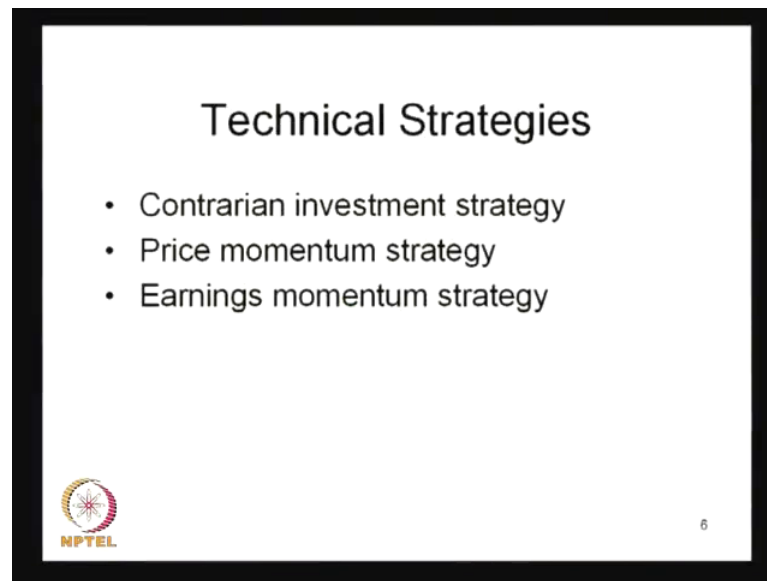 Technical Strategies
• Contrarian investment strategy
• Price momentum strategy
• Earnings momentum strategy
NPTEL
6